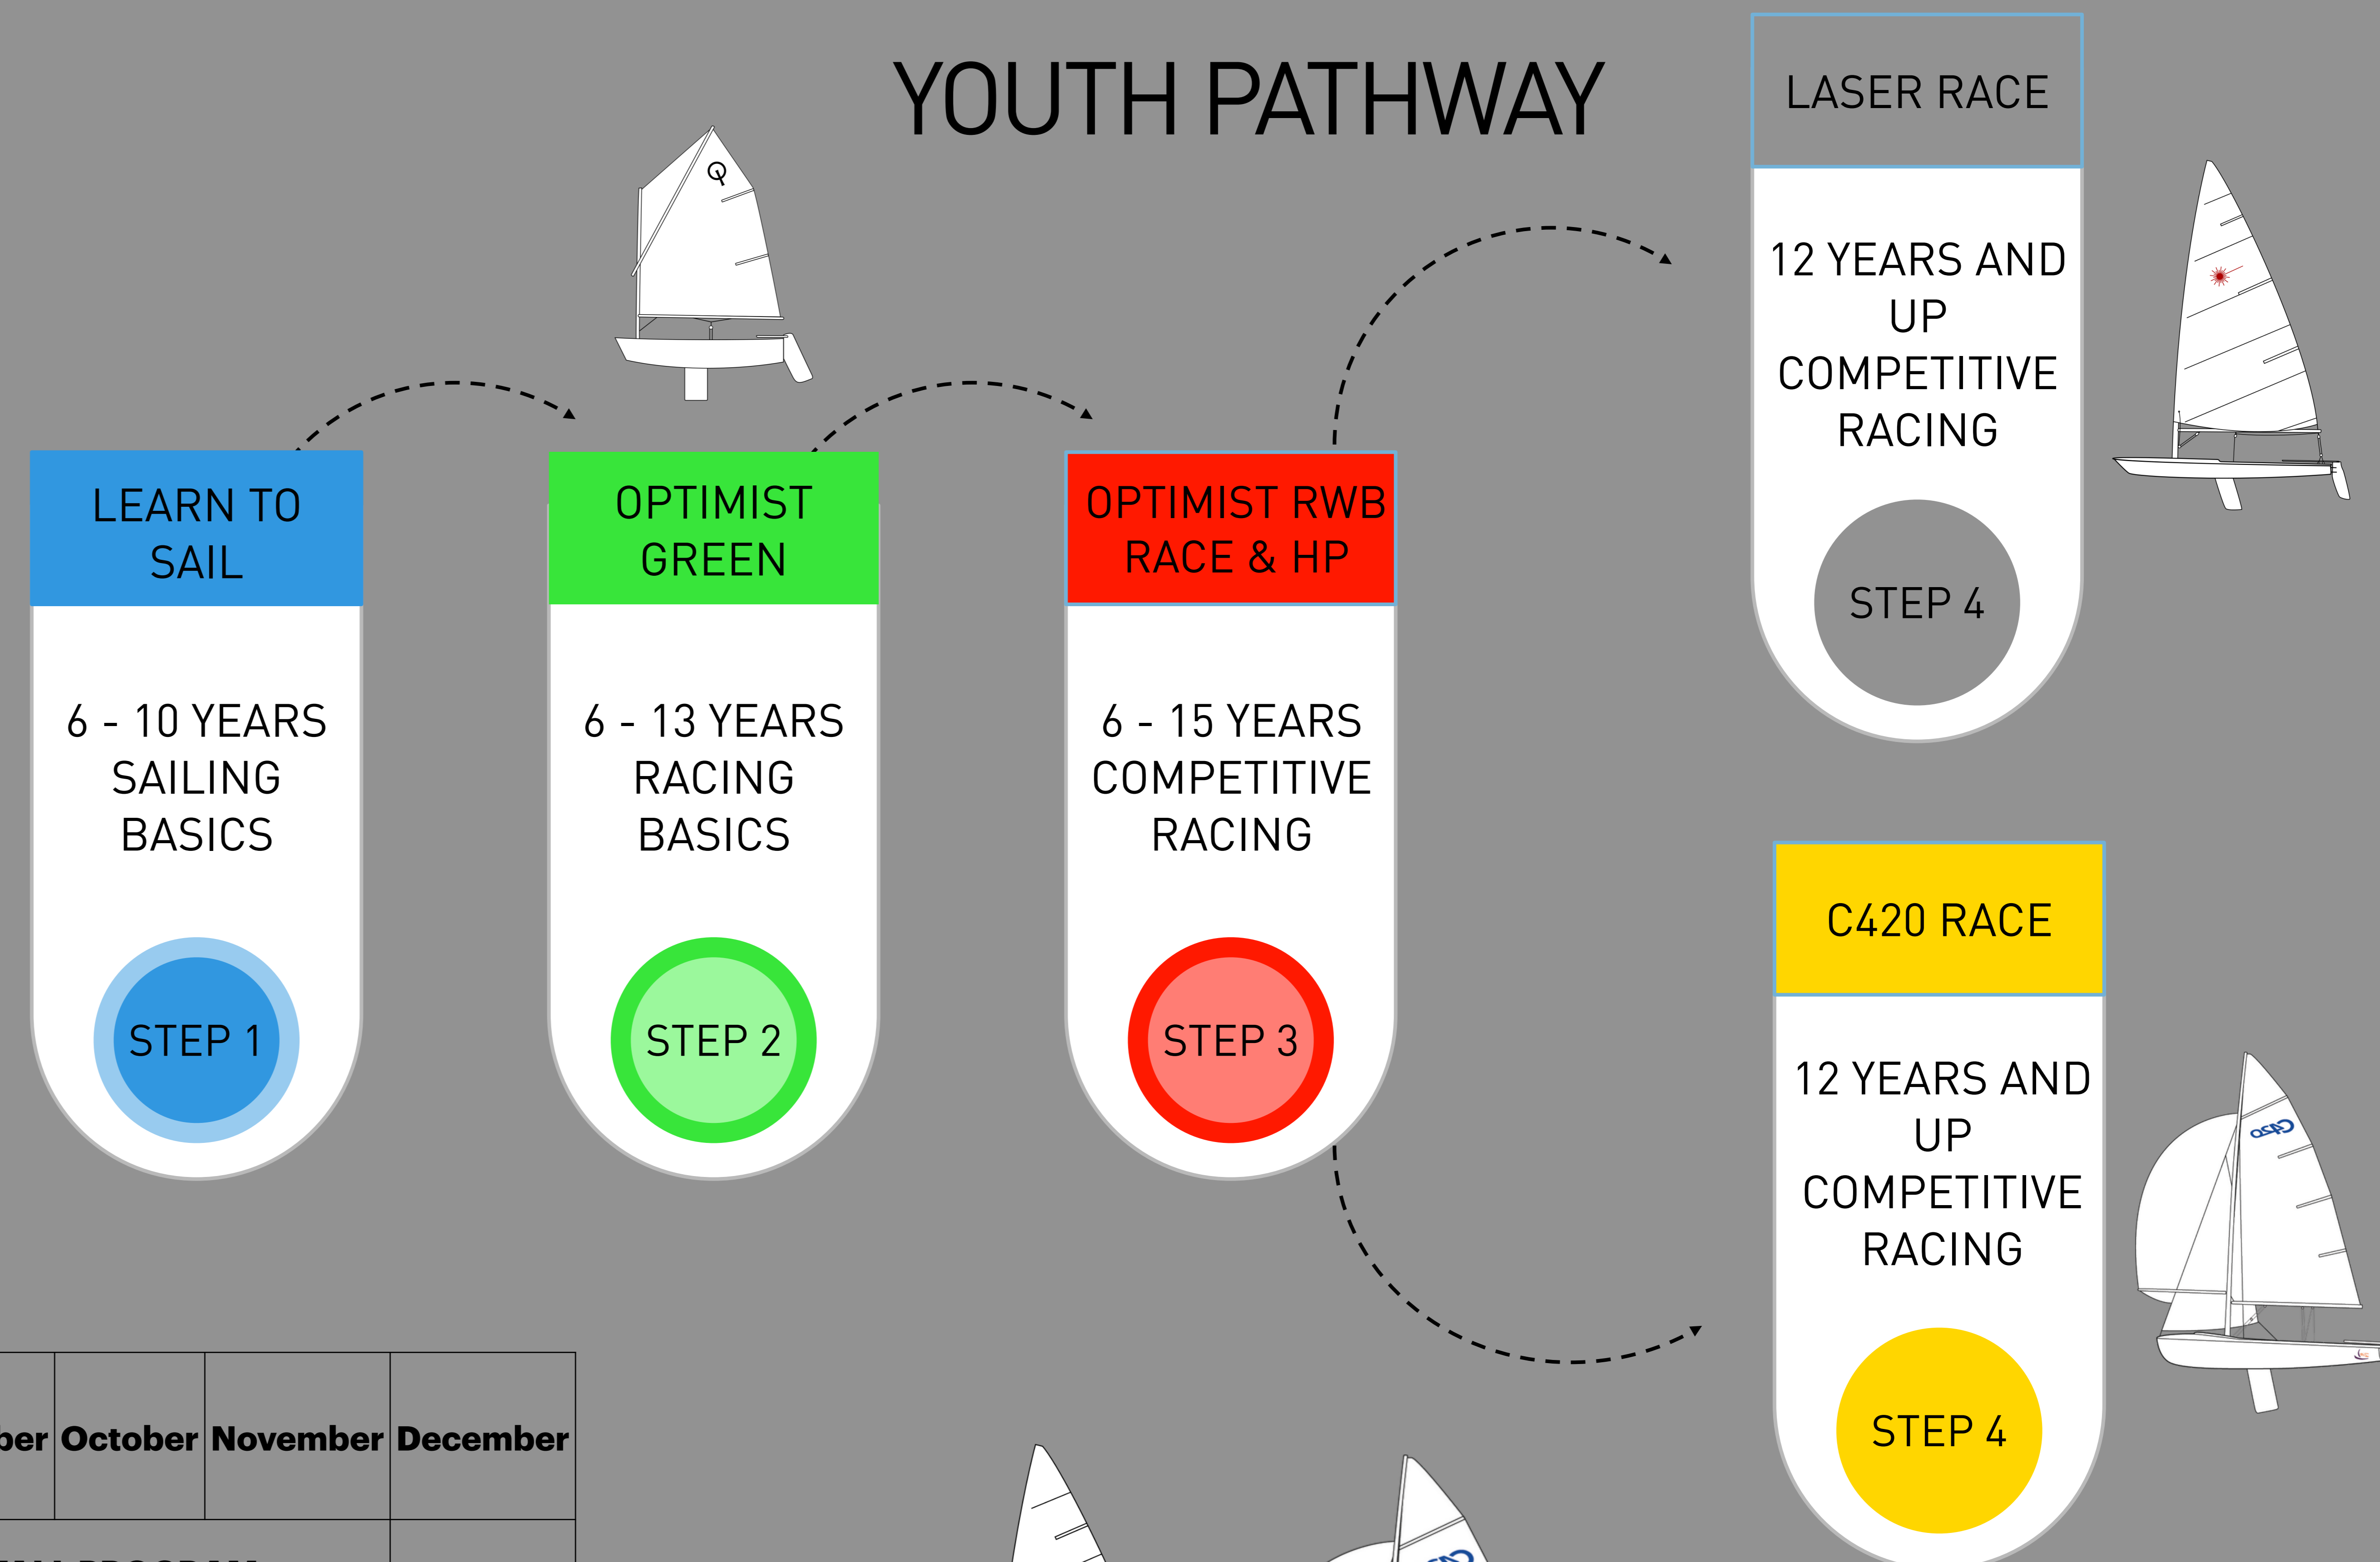 YOUTH PATHWAY
LEARN TO
SAIL
6 - 10 YEARS
SAILING
BASICS
STEP 1
OPTIMIST
GREEN
6 - 13 YEARS
RACING
BASICS
STEP 2
OPTIMIST RWB
RACE & HP
6 - 15 YEARS
COMPETITIVE
RACING
STEP 3
LASER RACE
12 YEARS AND
UP
COMPETITIVE
RACING
STEP 4
C420 RACE
12 YEARS AND
UP
COMPETITIVE
RACING
STEP 4
C420
October
November
December